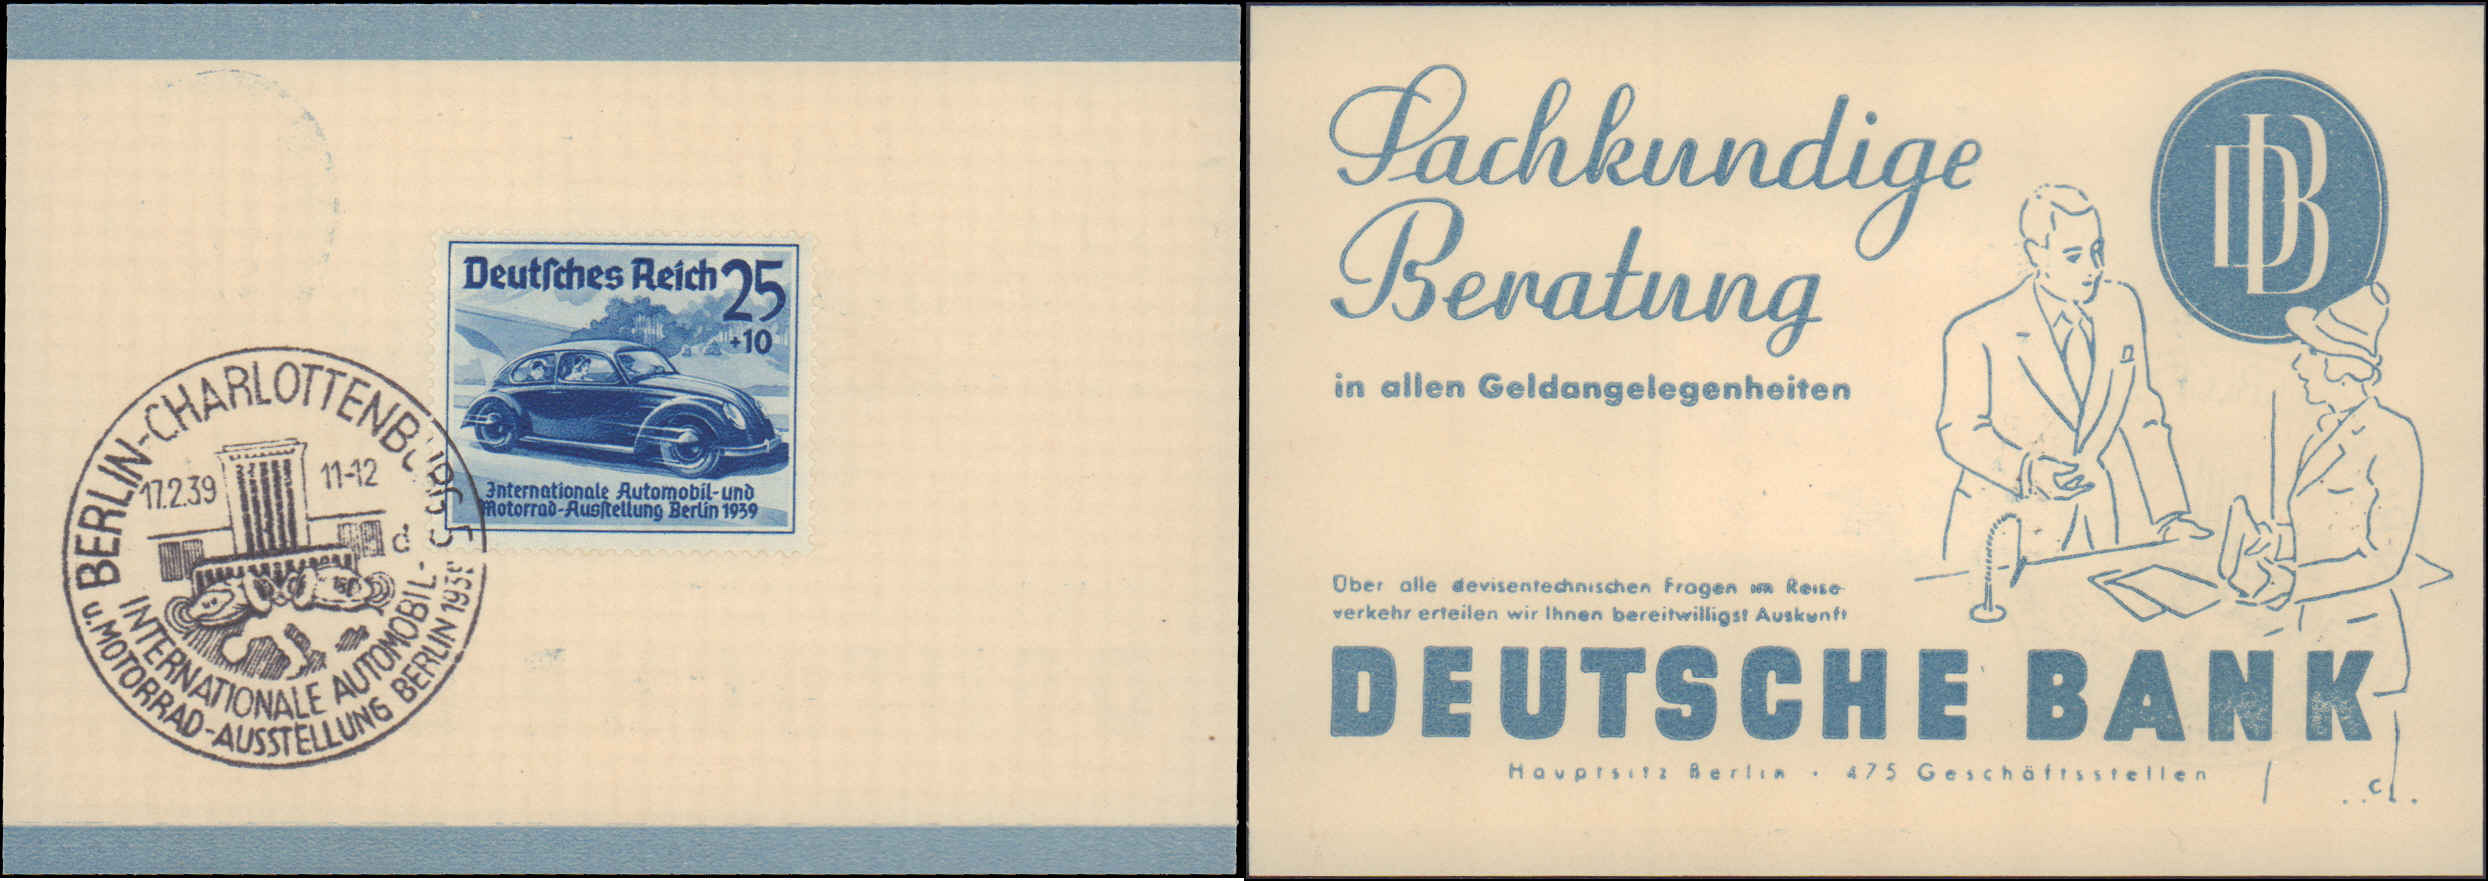 Deutſches Reich 25
+10
Internationale Automobil- und
Motorrad-Ausſtellung Berlin 1939
BERLIN-CHARLOTTENBURG 5
17.2.39 11-12
d
INTERNATIONALE AUTOMOBIL-
u. MOTORRAD-AUSSTELLUNG BERLIN 1939
Sachkundige
Beratung
in allen Geldangelegenheiten
DB
Über alle devisentechnischen Fragen im Reise-
verkehr erteilen wir Ihnen bereitwilligst Auskunft
DEUTSCHE BANK
Hauptsitz Berlin · 475 Geschäftsstellen